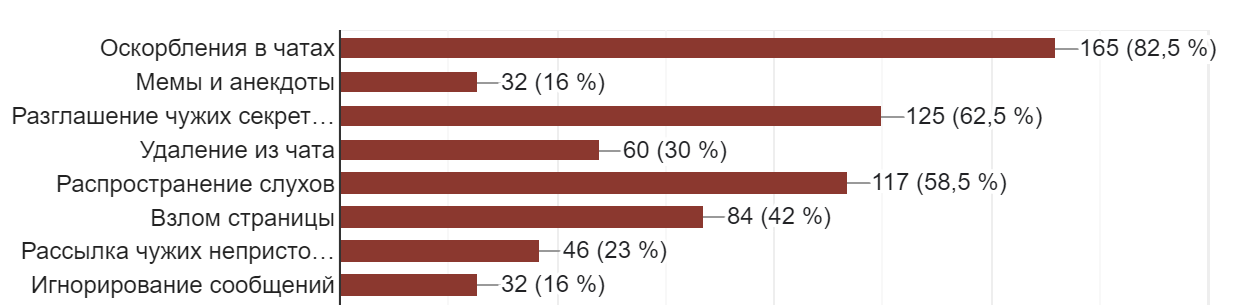 Оскорбления в чатах 165 (82,5 %)
Мемы и анекдоты 32 (16 %)
Разглашение чужих секрет… 125 (62,5 %)
Удаление из чата 60 (30 %)
Распространение слухов 117 (58,5 %)
Взлом страницы 84 (42 %)
Рассылка чужих непристо… 46 (23 %)
Игнорирование сообщений 32 (16 %)